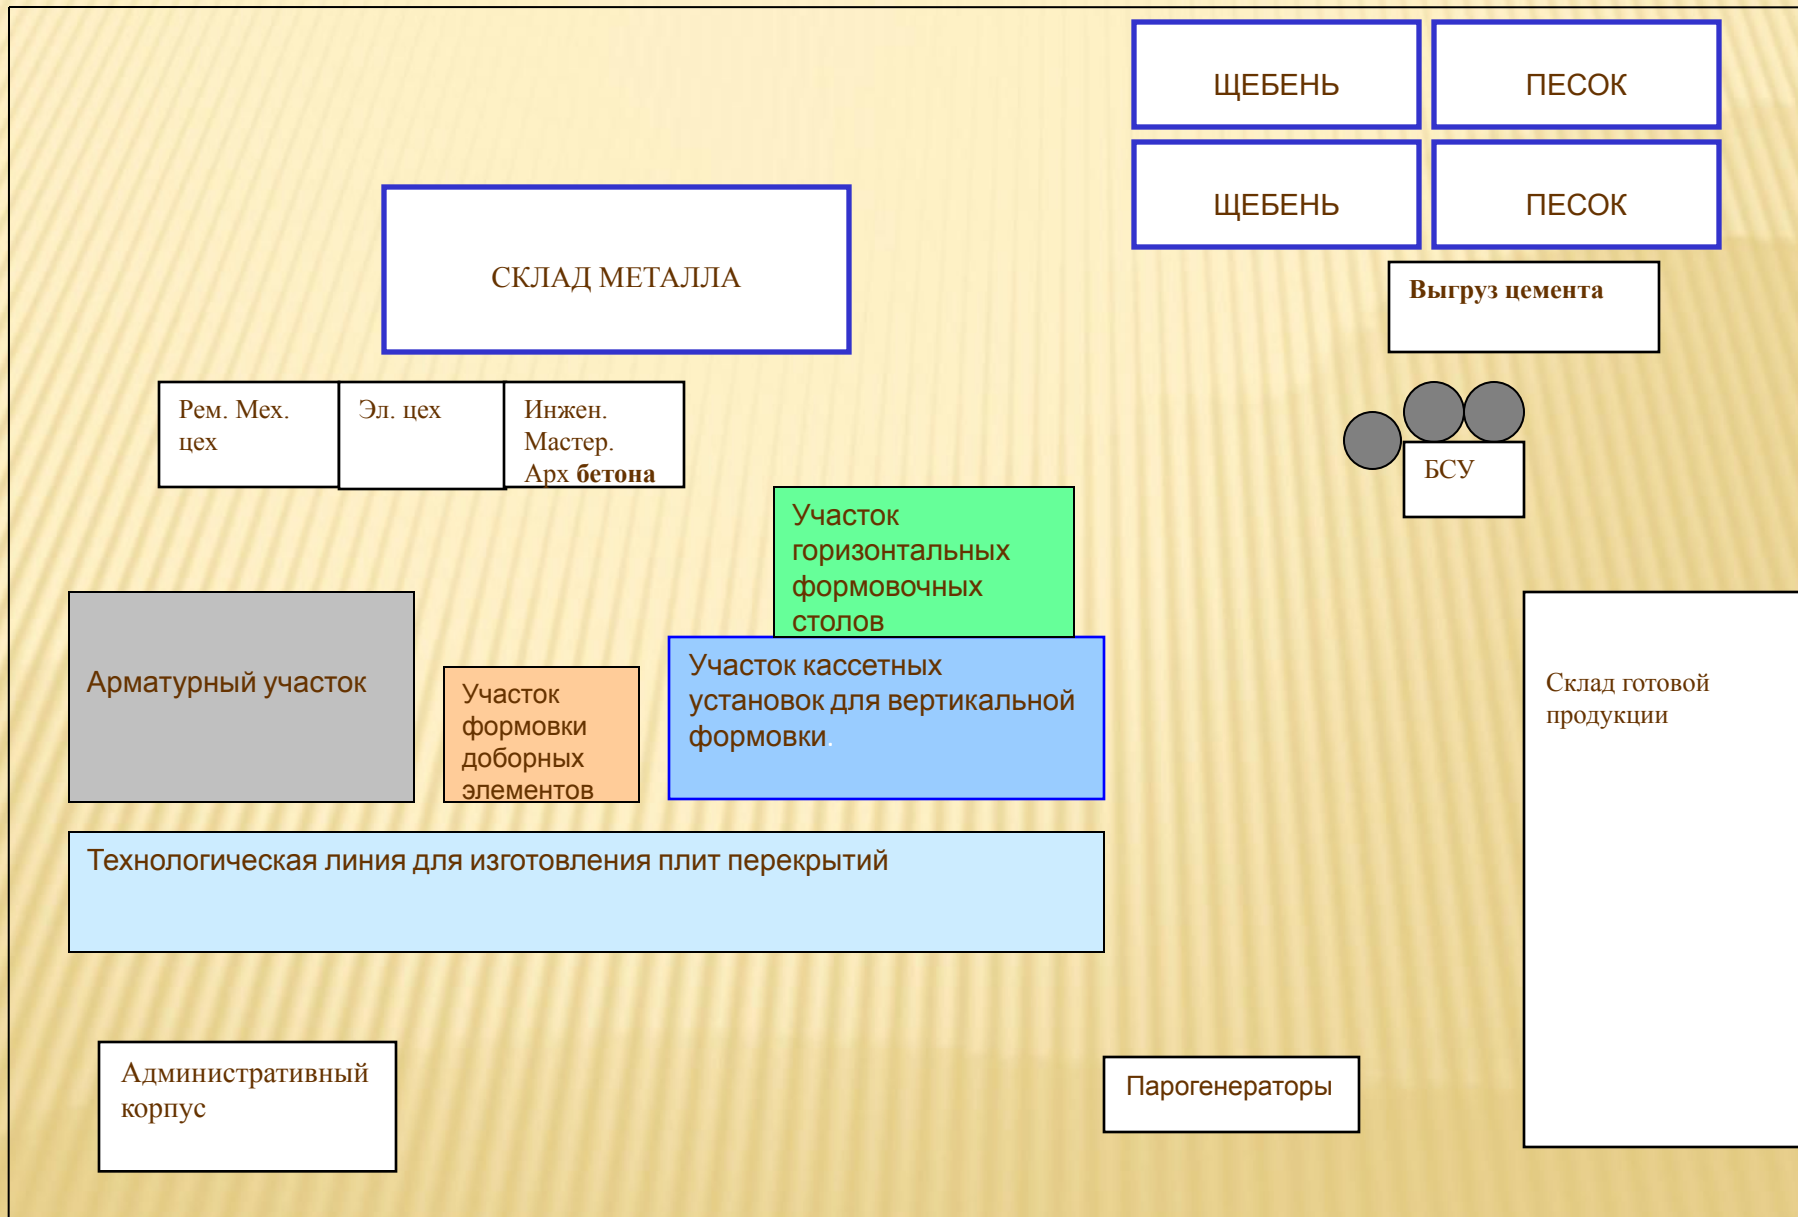 ЩЕБЕНЬ
ПЕСОК
ЩЕБЕНЬ
ПЕСОК
СКЛАД МЕТАЛЛА
Выгруз цемента
Рем. Мех.
цех
Эл. цех
Инжен.
Мастер.
Арх бетона
БСУ
Участок
горизонтальных
формовочных
столов
Арматурный участок
Участок
формовки
доборных
элементов
Участок кассетных
установок для вертикальной
формовки.
Склад готовой
продукции
Технологическая линия для изготовления плит перекрытий
Административный
корпус
Парогенераторы